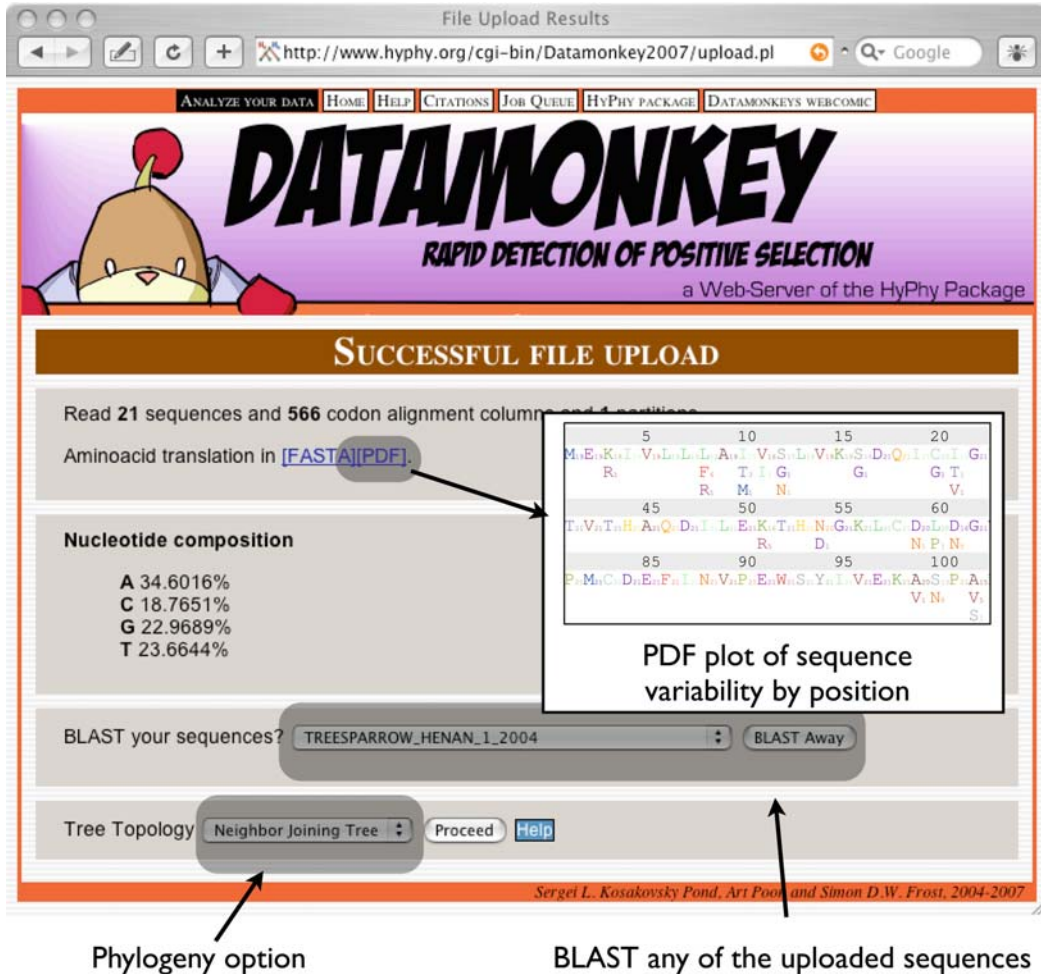 File Upload Results
http://www.hyphy.org/cgi-bin/Datamonkey2007/upload.pl
Google
ANALYZE YOUR DATA HOME HELP CITATIONS JOB QUEUE HYPHY PACKAGE DATAMONKEYS WEBCOMIC
DATAMONKEY
RAPID DETECTION OF POSITIVE SELECTION
a Web-Server of the HyPhy Package
SUCCESSFUL FILE UPLOAD
Read 21 sequences and 566 codon alignment columns and 1 partitions
Aminoacid translation in [FASTA][PDF].
5 10 15 20
45 50 55 60
85 90 95 100
PDF plot of sequence
variability by position
Nucleotide composition
A 34.6016%
C 18.7651%
G 22.9689%
T 23.6644%
BLAST your sequences? TREESPARROW_HENAN_1_2004 BLAST Away
Tree Topology Neighbor Joining Tree Proceed Help
Sergei L. Kosakovsky Pond, Art Poon and Simon D.W. Frost, 2004-2007
Phylogeny option
BLAST any of the uploaded sequences